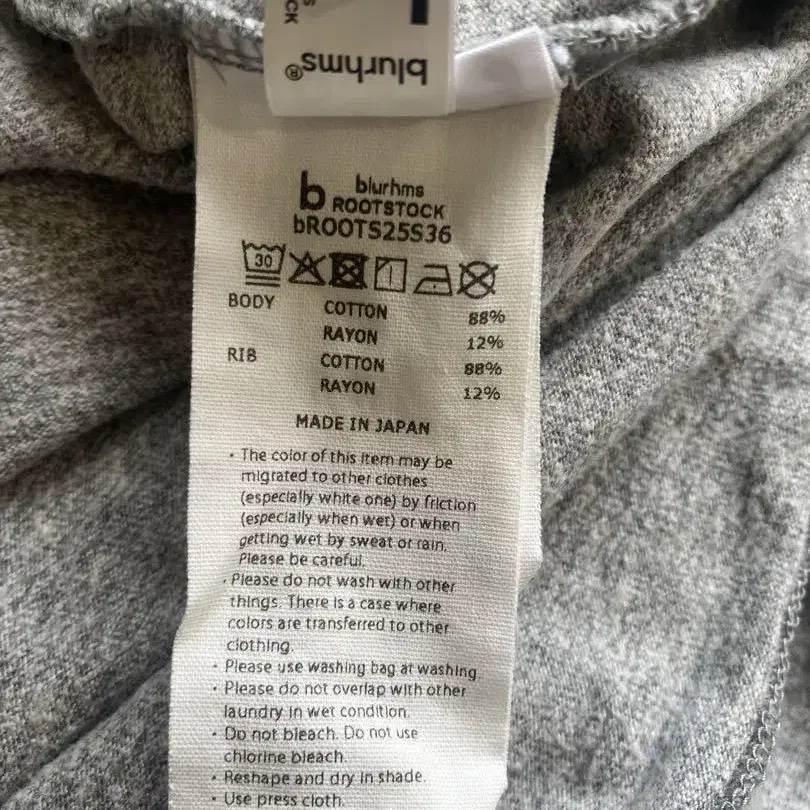 CK
blurhms®
b blurhms
ROOTSTOCK
bROOTS25S36
30
BODY COTTON 88%
RAYON 12%
RIB COTTON 88%
RAYON 12%
MADE IN JAPAN
・The color of this item may be
migrated to other clothes
(especially white one) by friction
(especially when wet) or when
getting wet by sweat or rain.
Please be careful.
・Please do not wash with other
things. There is a case where
colors are transferred to other
clothing.
・Please use washing bag at washing.
・Please do not overlap with other
laundry in wet condition.
・Do not bleach. Do not use
chlorine bleach.
・Reshape and dry in shade.
・Use press cloth.